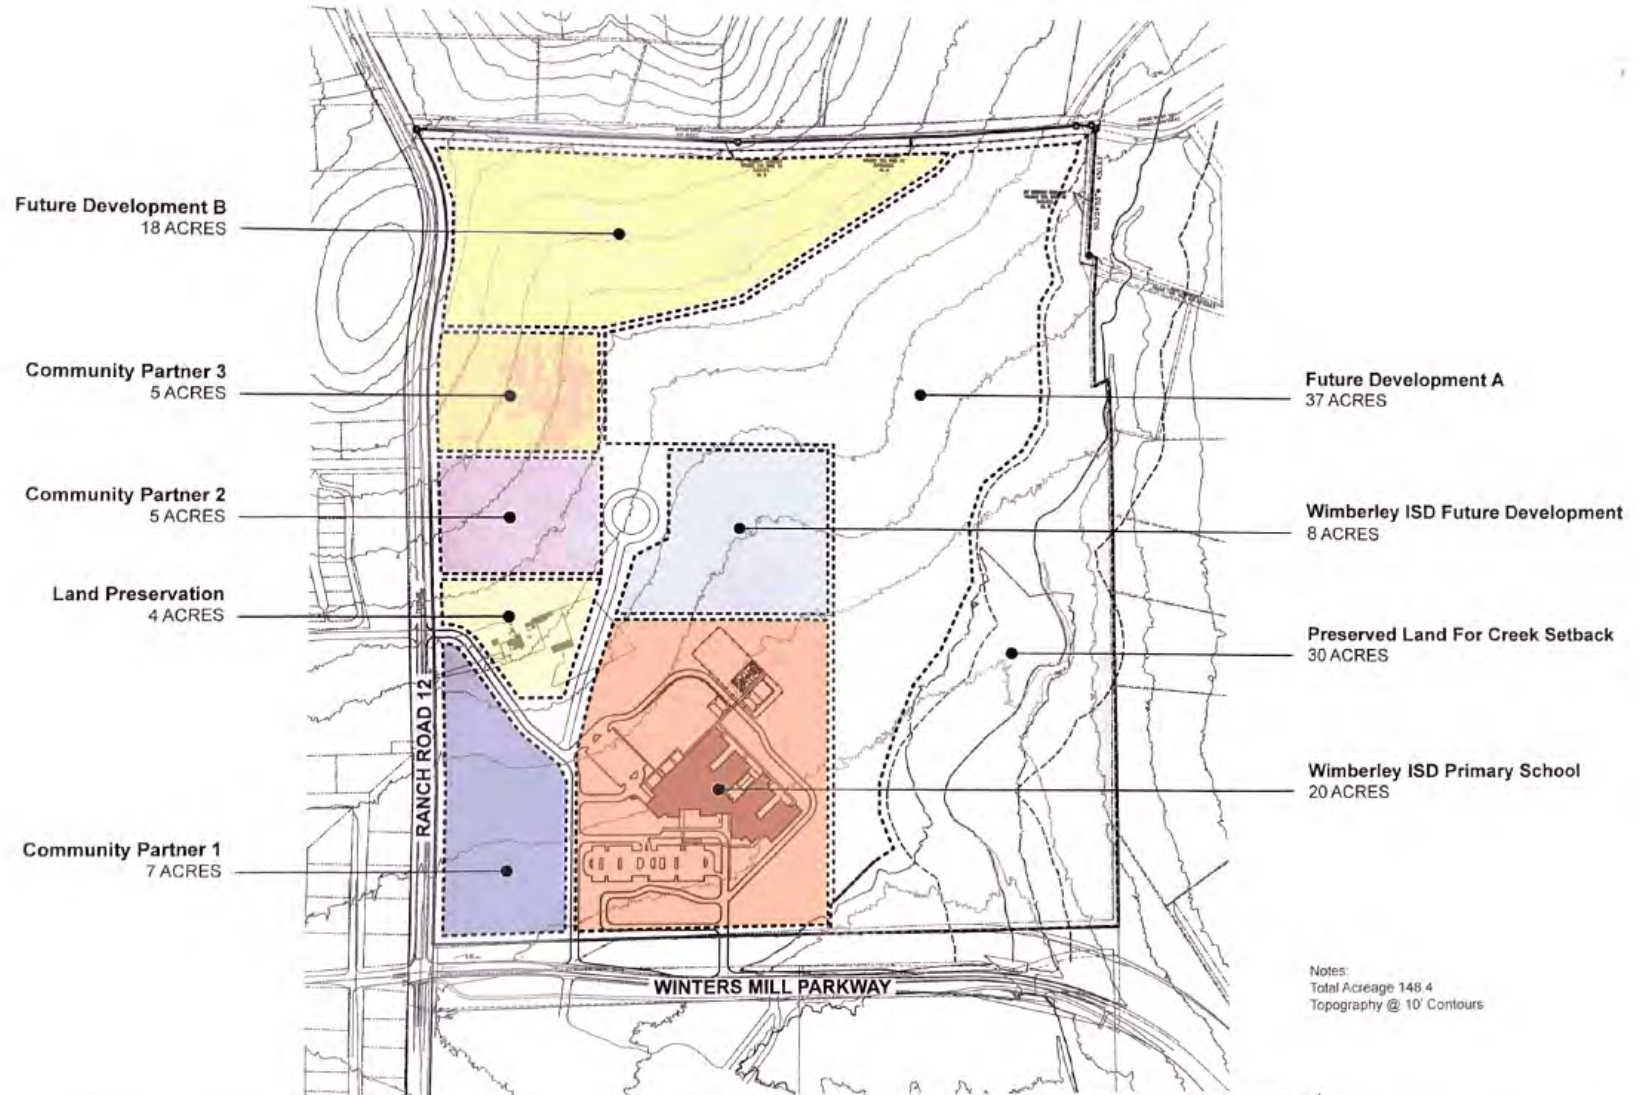 Future Development B
18 ACRES
Community Partner 3
5 ACRES
Community Partner 2
5 ACRES
Land Preservation
4 ACRES
Community Partner 1
7 ACRES
RANCH ROAD 12
WINTERS MILL PARKWAY
Future Development A
37 ACRES
Wimberley ISD Future Development
8 ACRES
Preserved Land For Creek Setback
30 ACRES
Wimberley ISD Primary School
20 ACRES
Notes:
Total Acreage 148.4
Topography @ 10' Contours